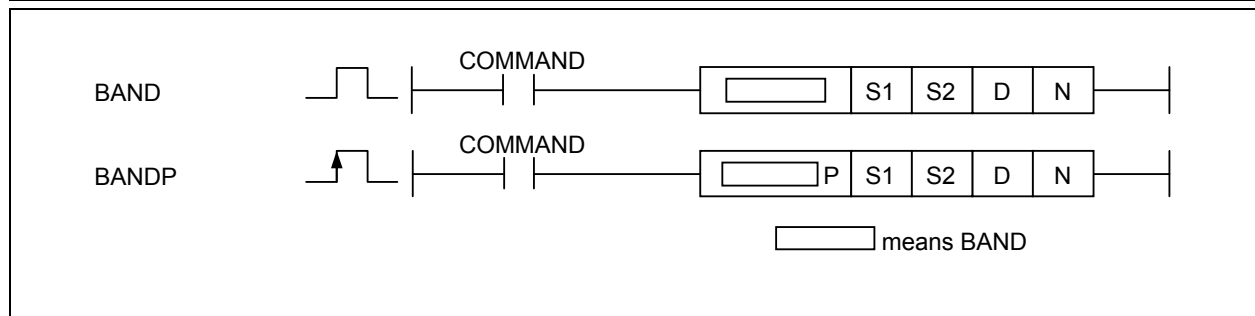 COMMAND
BAND S1 S2 D N
COMMAND
BANDP P S1 S2 D N
means BAND